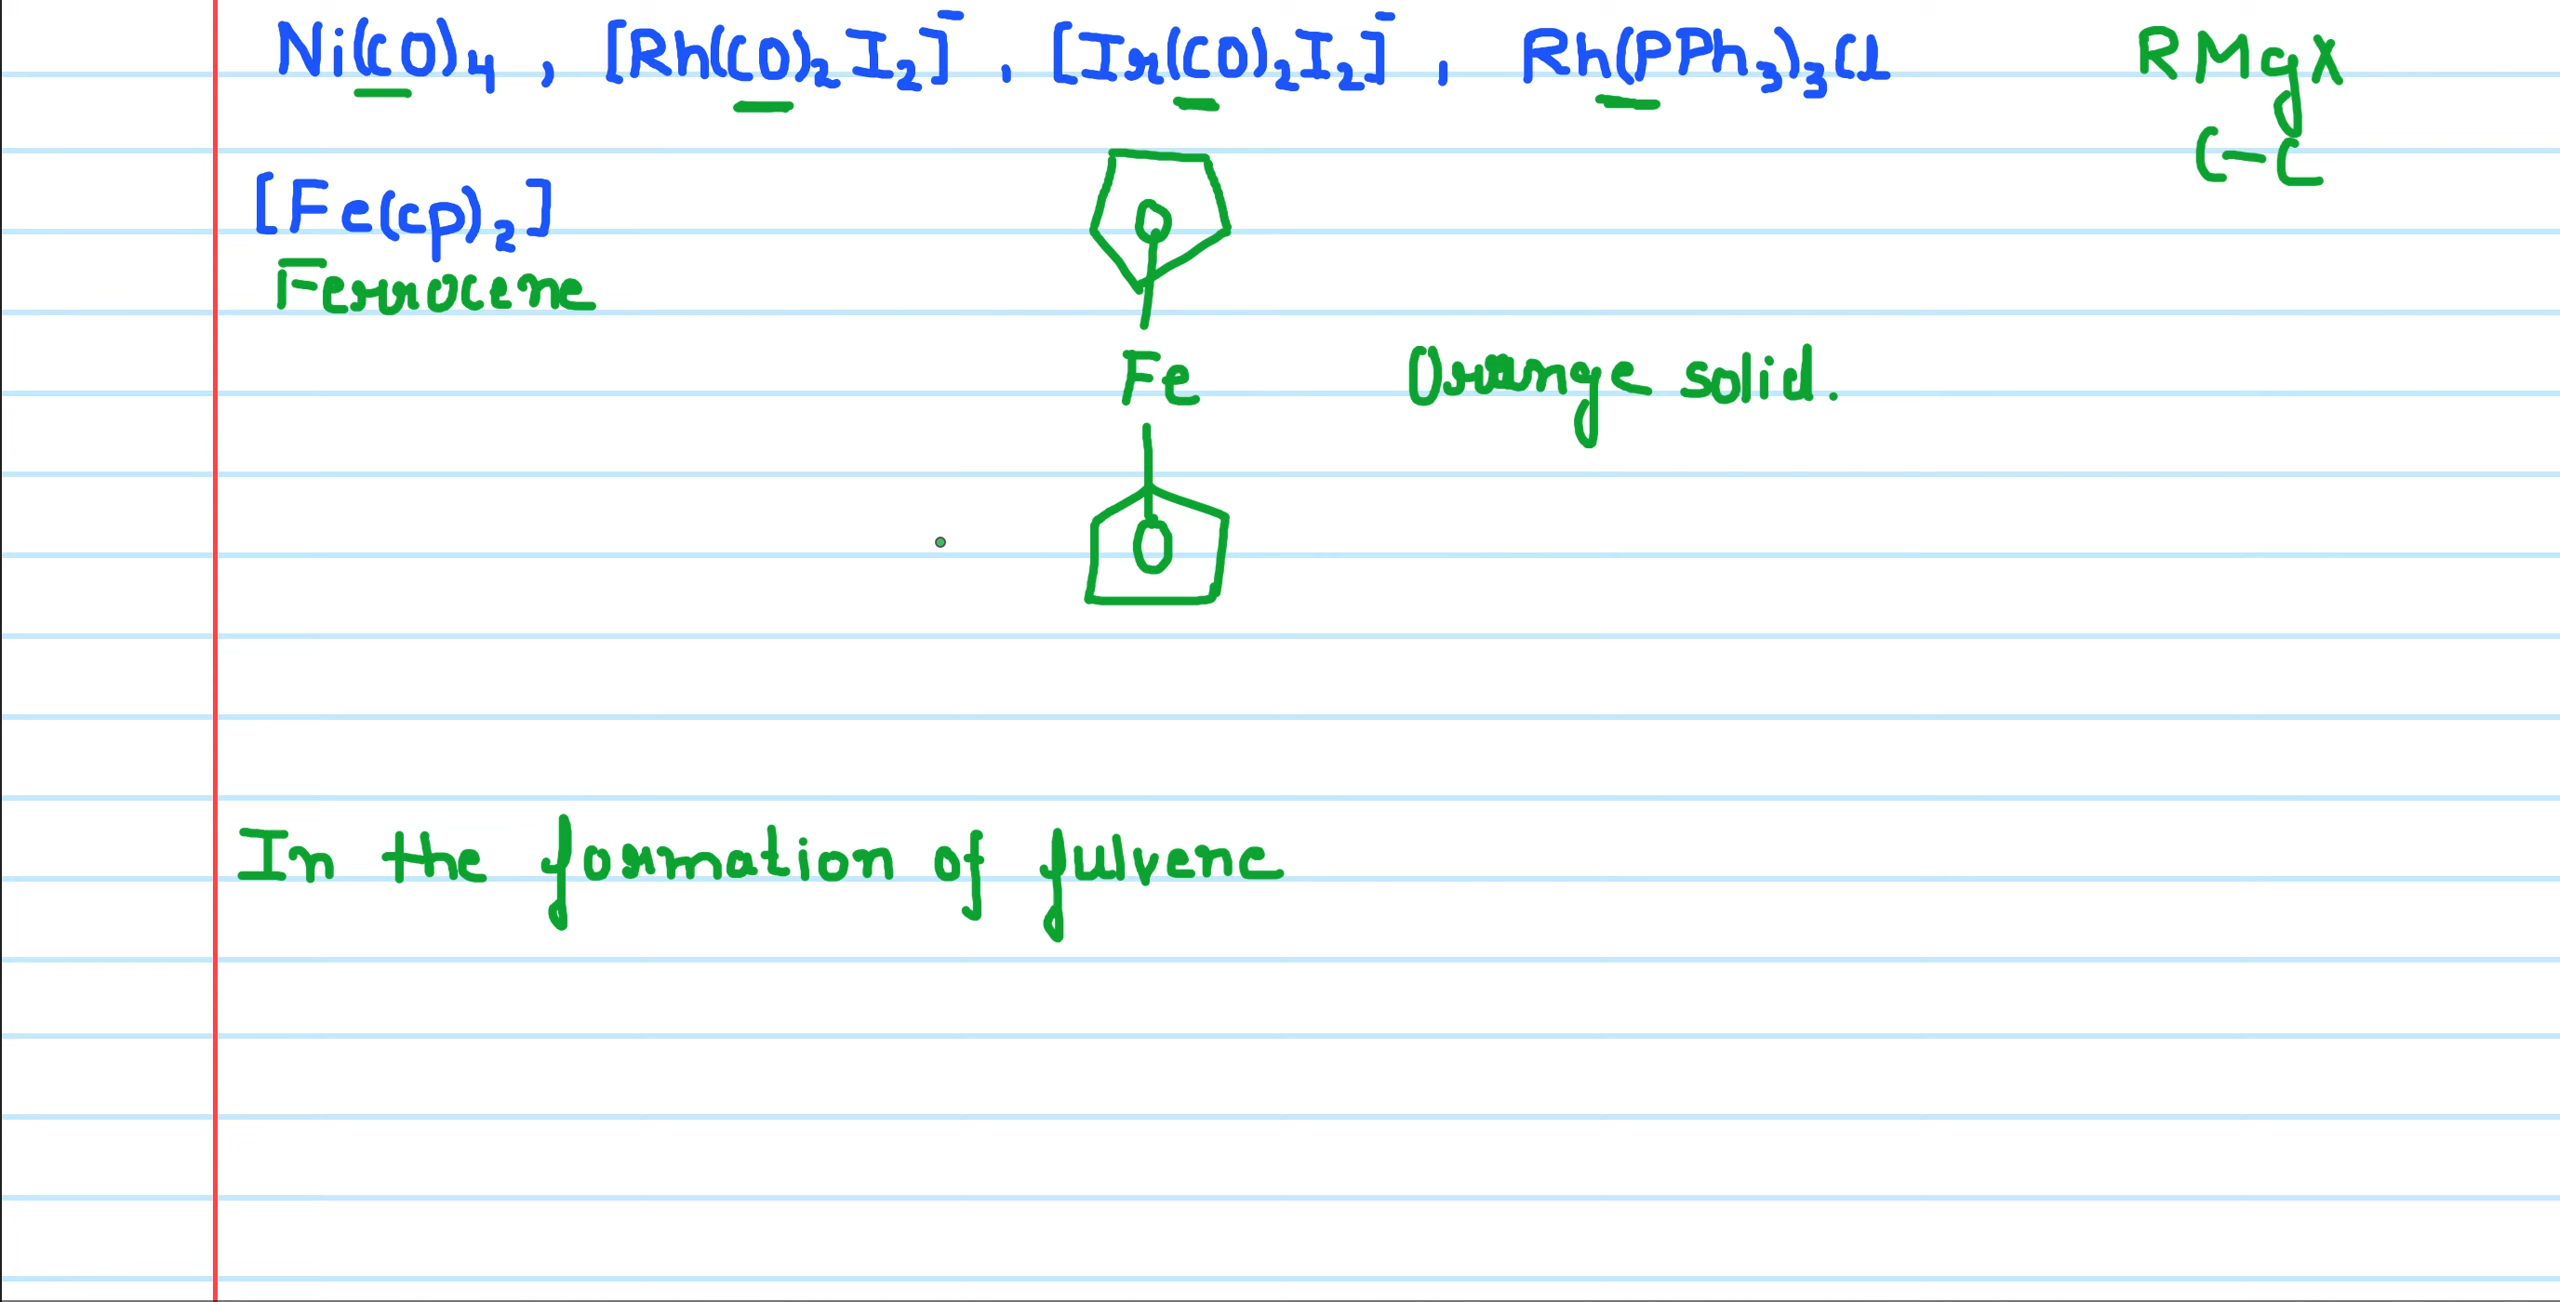 Ni(CO)₄ , [Rh(CO)₂I₂]⁻ , [Ir(CO)₂I₂]⁻ , Rh(PPh₃)₃Cl RMgX
C-C
[Fe(cp)₂]
Ferrocene
Fe Orange solid.
In the formation of fulvene